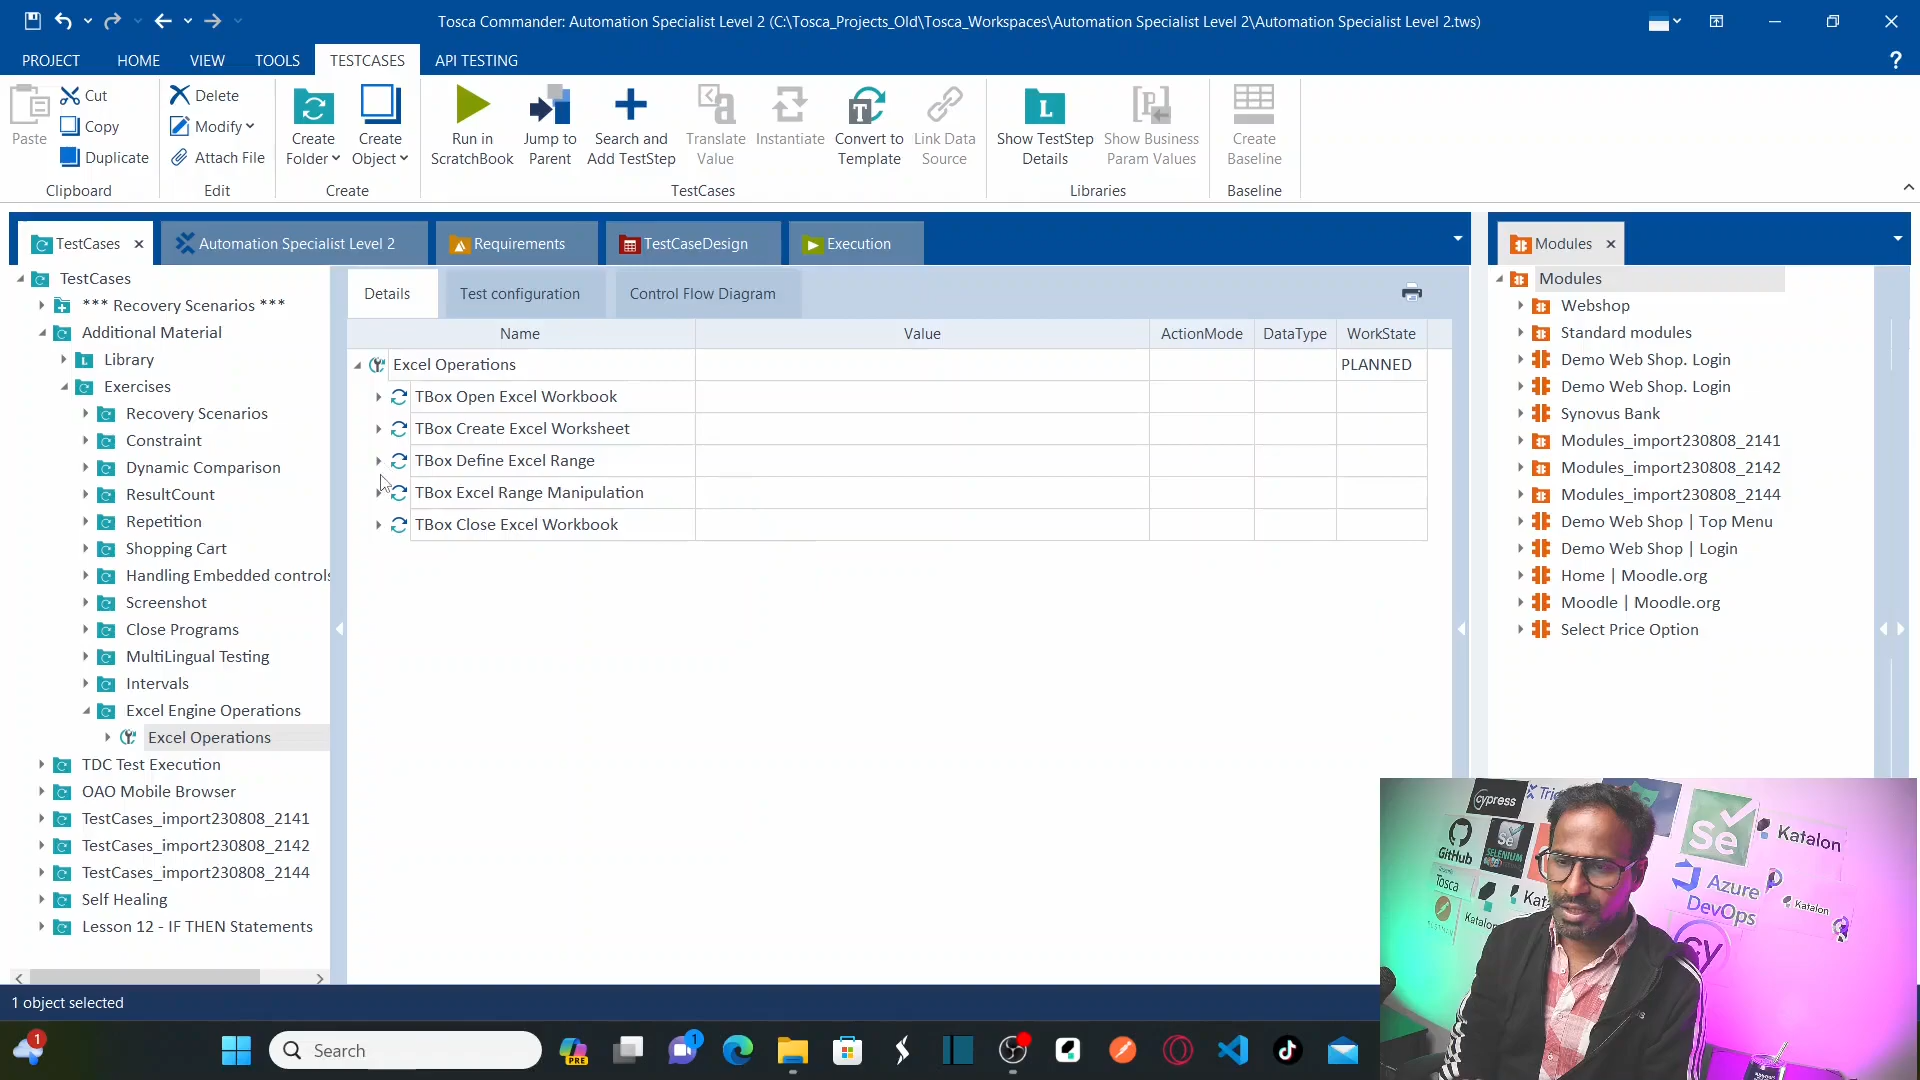 Tosca Commander: Automation Specialist Level 2 (C:\Tosca_Projects_Old\Tosca_Workspaces\Automation Specialist Level 2\Automation Specialist Level 2.tws)
PROJECT HOME VIEW TOOLS TESTCASES API TESTING
?
Paste
Cut
Copy
Duplicate
Clipboard
Delete
Modify
Attach File
Edit
Create Folder
Create Object
Create
Run in ScratchBook
Jump to Parent
Search and Add TestStep
Translate Value
Instantiate
Convert to Template
Link Data Source
TestCases
Show TestStep Details
Show Business Param Values
Libraries
Create Baseline
Baseline
TestCases
Automation Specialist Level 2
Requirements
TestCaseDesign
Execution
Modules
TestCases
*** Recovery Scenarios ***
Additional Material
Library
Exercises
Recovery Scenarios
Constraint
Dynamic Comparison
ResultCount
Repetition
Shopping Cart
Handling Embedded controls
Screenshot
Close Programs
MultiLingual Testing
Intervals
Excel Engine Operations
Excel Operations
TDC Test Execution
OAO Mobile Browser
TestCases_import230808_2141
TestCases_import230808_2142
TestCases_import230808_2144
Self Healing
Lesson 12 - IF THEN Statements
Details Test configuration Control Flow Diagram
Name Value ActionMode DataType WorkState
Excel Operations PLANNED
TBox Open Excel Workbook
TBox Create Excel Worksheet
TBox Define Excel Range
TBox Excel Range Manipulation
TBox Close Excel Workbook
Modules
Webshop
Standard modules
Demo Web Shop. Login
Demo Web Shop. Login
Synovus Bank
Modules_import230808_2141
Modules_import230808_2142
Modules_import230808_2144
Demo Web Shop | Top Menu
Demo Web Shop | Login
Home | Moodle.org
Moodle | Moodle.org
Select Price Option
cypress
GitHub
SELENIUM
Se
Katalon
Tosca
Azure DevOps
Katalon
cy
1 object selected
1
Search
PRE
1